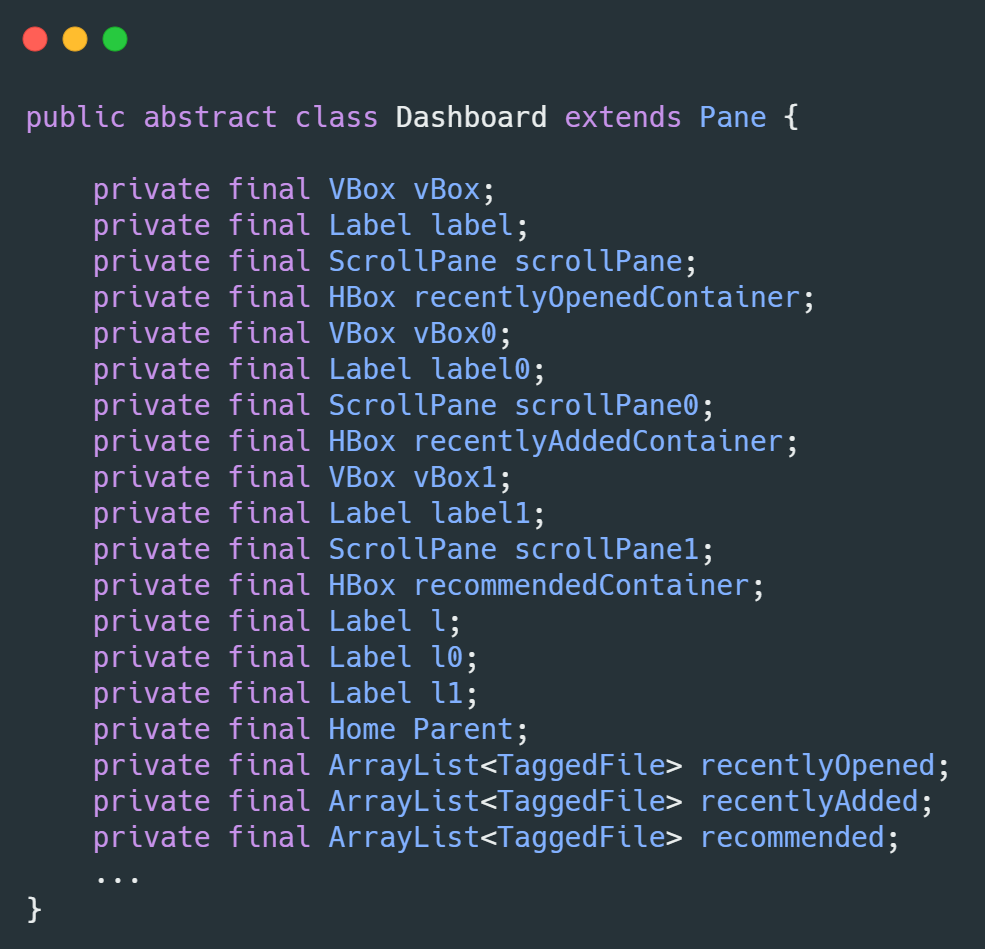 public abstract class Dashboard extends Pane {
private final VBox vBox;
private final Label label;
private final ScrollPane scrollPane;
private final HBox recentlyOpenedContainer;
private final VBox vBox0;
private final Label label0;
private final ScrollPane scrollPane0;
private final HBox recentlyAddedContainer;
private final VBox vBox1;
private final Label label1;
private final ScrollPane scrollPane1;
private final HBox recommendedContainer;
private final Label l;
private final Label l0;
private final Label l1;
private final Home Parent;
private final ArrayList<TaggedFile> recentlyOpened;
private final ArrayList<TaggedFile> recentlyAdded;
private final ArrayList<TaggedFile> recommended;
...
}